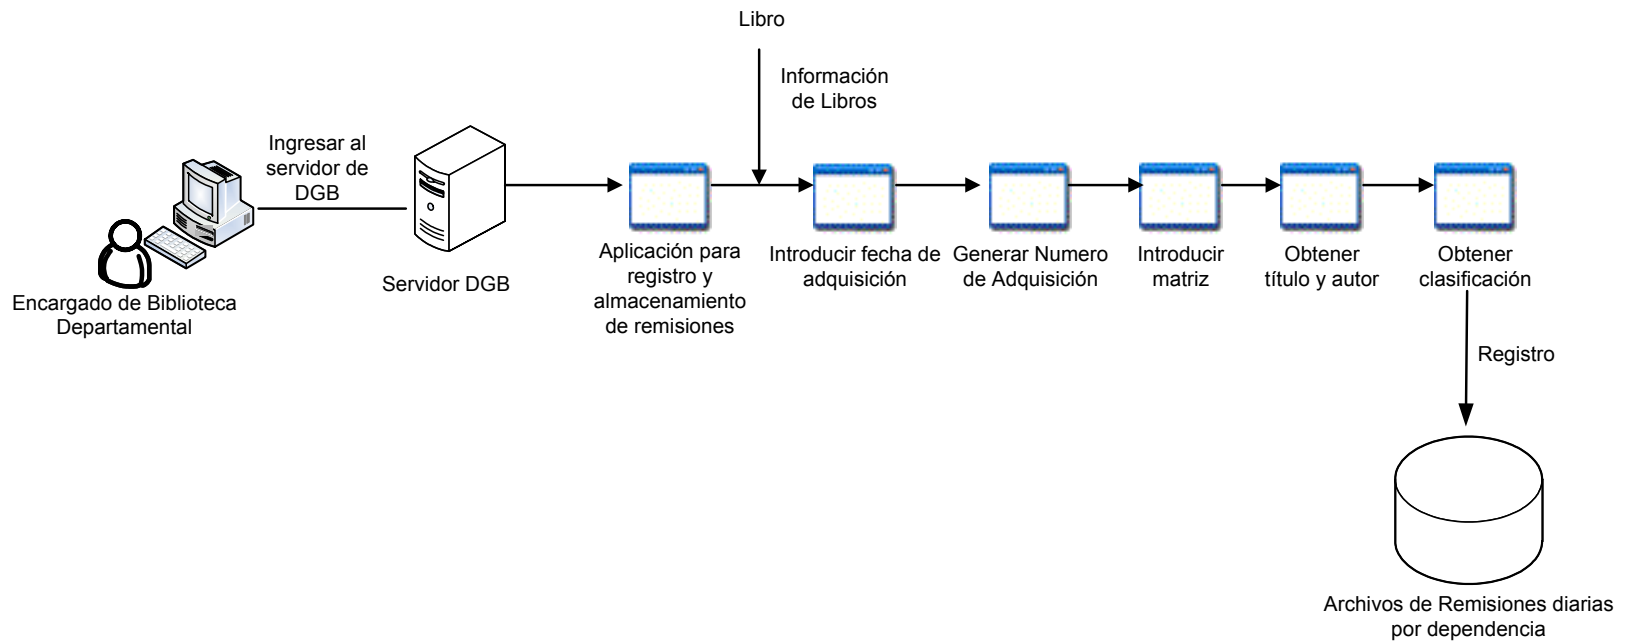 Libro
Información
de Libros
Ingresar al
servidor de
DGB
Encargado de Biblioteca
Departamental
Servidor DGB
Aplicación para
registro y
almacenamiento
de remisiones
Introducir fecha de
adquisición
Generar Numero
de Adquisición
Introducir
matriz
Obtener
título y autor
Obtener
clasificación
Registro
Archivos de Remisiones diarias
por dependencia